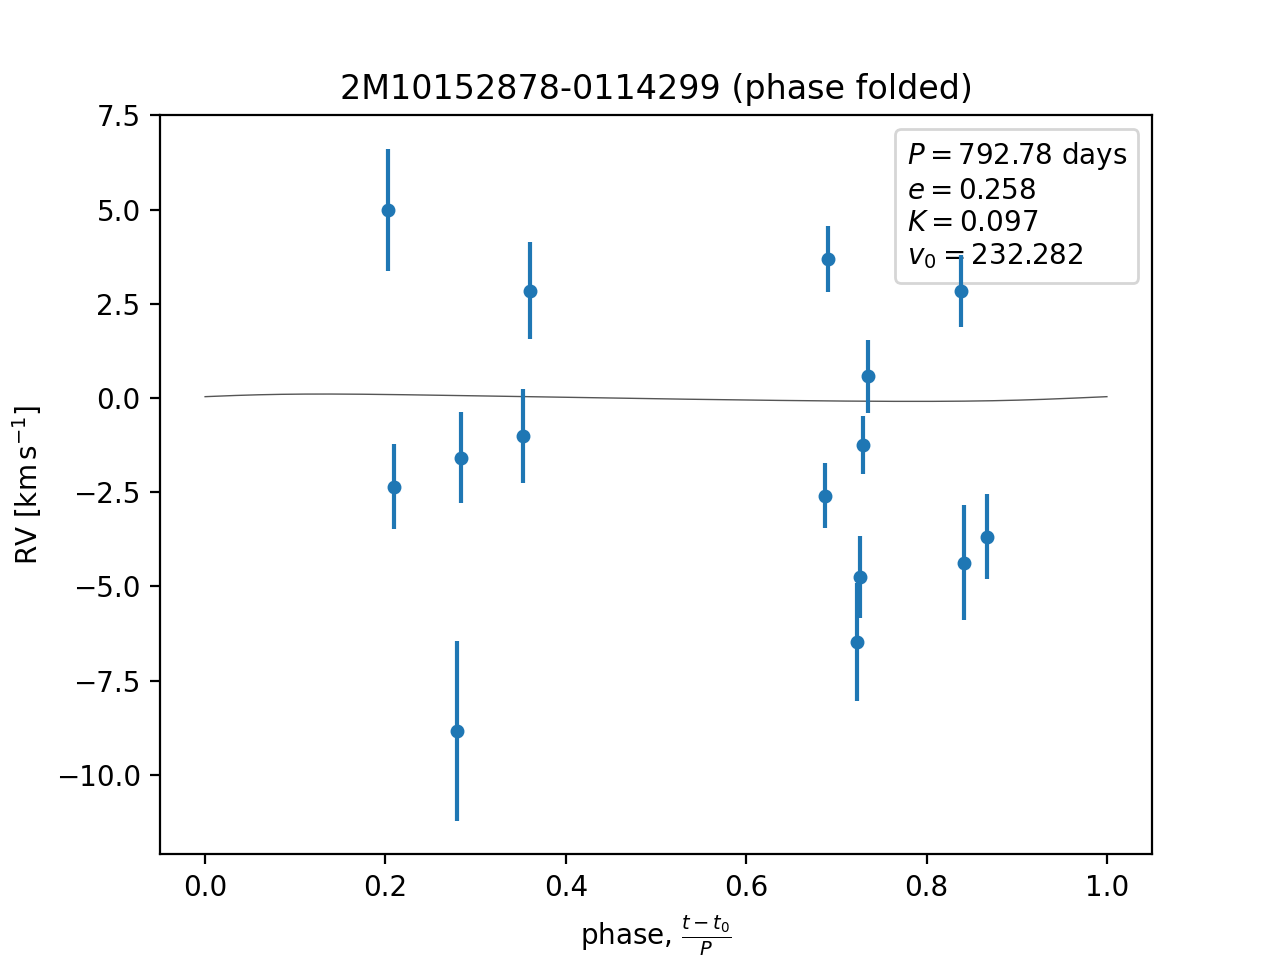 2M10152878-0114299 (phase folded)
P = 792.78 days
e = 0.258
K = 0.097
v₀ = 232.282
7.5
5.0
2.5
0.0
−2.5
−5.0
−7.5
−10.0
RV [km s⁻¹]
0.0 0.2 0.4 0.6 0.8 1.0
phase, (t − t₀)/P